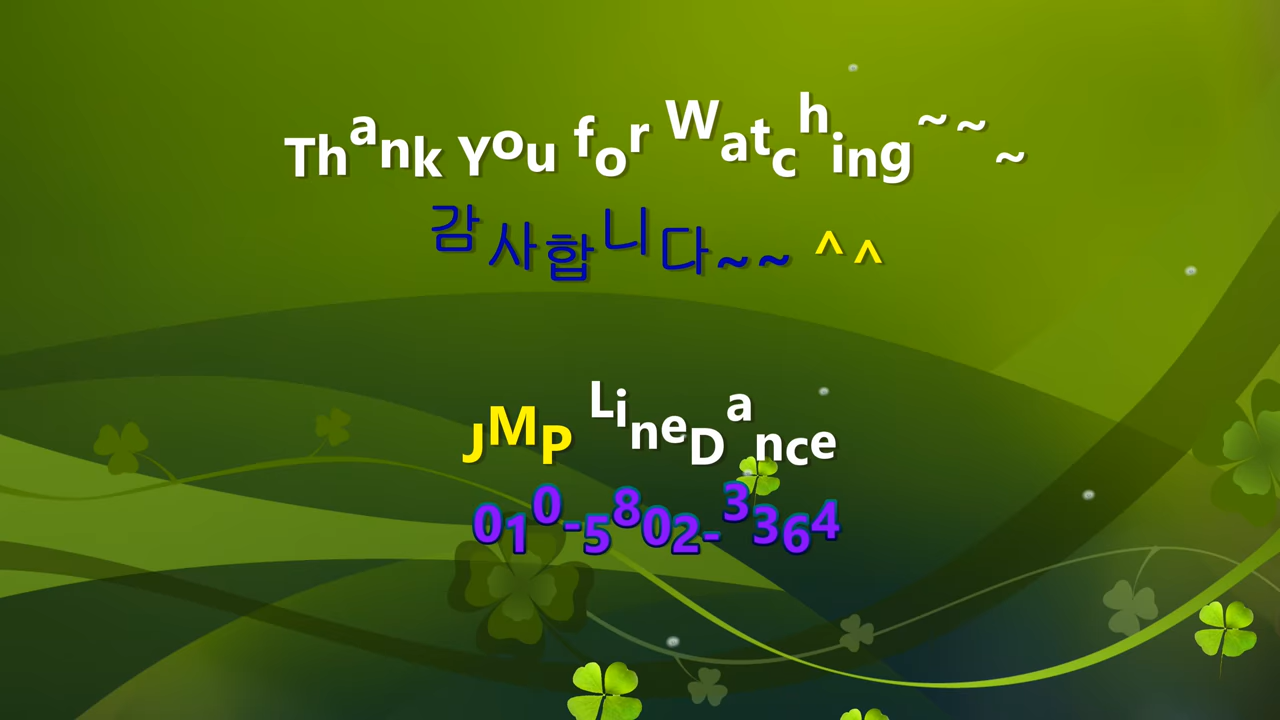 Thank You for Watching~~~
감사합니다~~ ^^
JMP LineDance
010-5802-3364